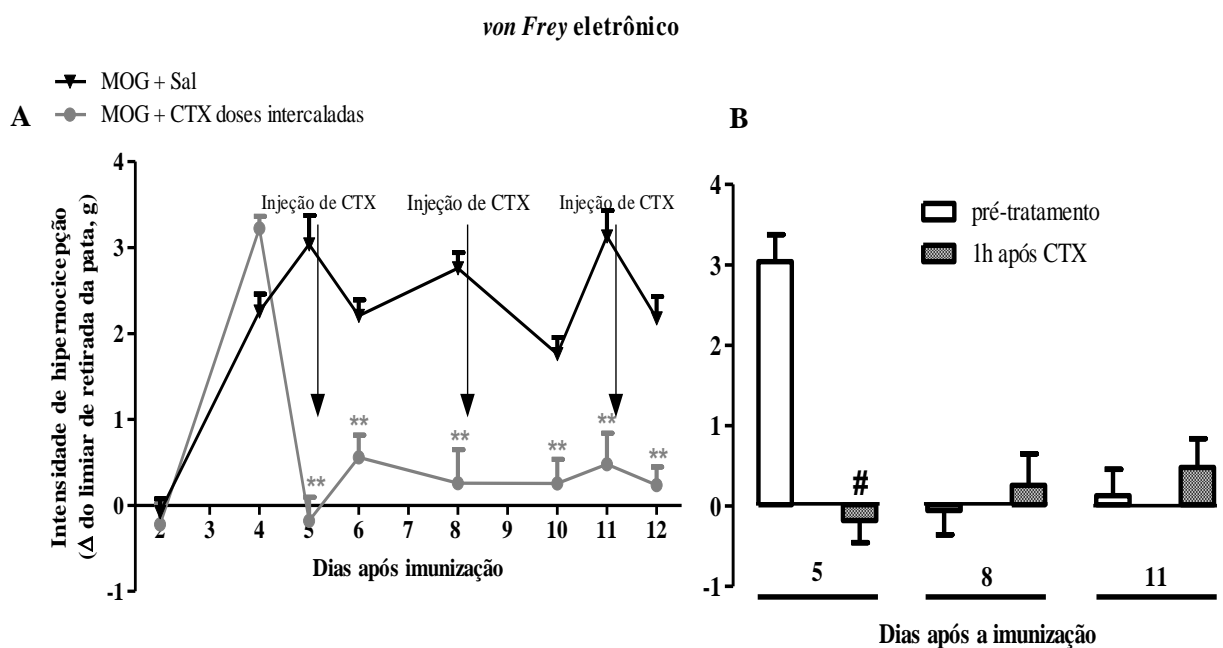 von Frey eletrônico
MOG + Sal
MOG + CTX doses intercaladas
A
Intensidade de hipernocicepção
(Δ do limiar de retirada da pata, g)
4
3
2
1
0
-1
Injeção de CTX
Injeção de CTX
Injeção de CTX
**
**
**
**
**
**
2 3 4 5 6 7 8 9 10 11 12
Dias após imunização
B
4
3
2
1
0
-1
pré-tratamento
1h após CTX
#
5 8 11
Dias após a imunização